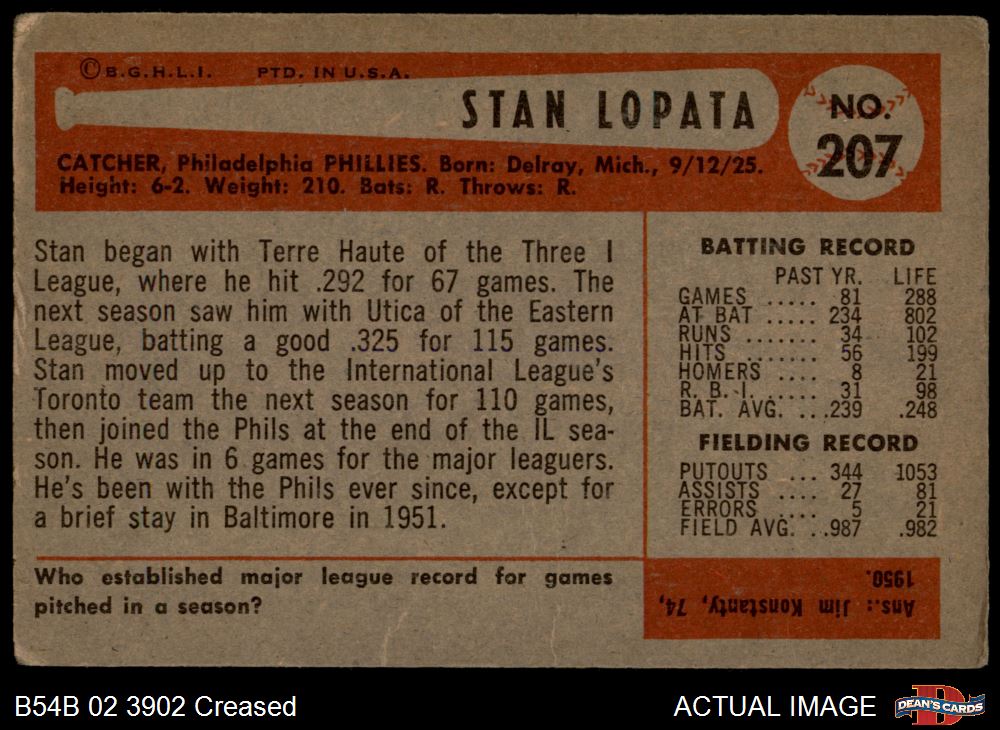 © B.G.H.L.I. PTD. IN U.S.A.
STAN LOPATA
NO.
207
CATCHER, Philadelphia PHILLIES. Born: Delray, Mich., 9/12/25.
Height: 6-2. Weight: 210. Bats: R. Throws: R.
Stan began with Terre Haute of the Three I
League, where he hit .292 for 67 games. The
next season saw him with Utica of the Eastern
League, batting a good .325 for 115 games.
Stan moved up to the International League's
Toronto team the next season for 110 games,
then joined the Phils at the end of the IL sea-
son. He was in 6 games for the major leaguers.
He's been with the Phils ever since, except for
a brief stay in Baltimore in 1951.
BATTING RECORD
PAST YR. LIFE
GAMES ..... 81 288
AT BAT ..... 234 802
RUNS ....... 34 102
HITS ....... 56 199
HOMERS .... 8 21
R. B. I. ..... 31 98
BAT. AVG. ...239 .248
FIELDING RECORD
PUTOUTS ... 344 1053
ASSISTS .... 27 81
ERRORS .... 5 21
FIELD AVG. ..987 .982
Who established major league record for games
pitched in a season?
Ans.: Jim Konstanty, 74,
1950.
B54B 02 3902 Creased
ACTUAL IMAGE
D
DEAN'S CARDS